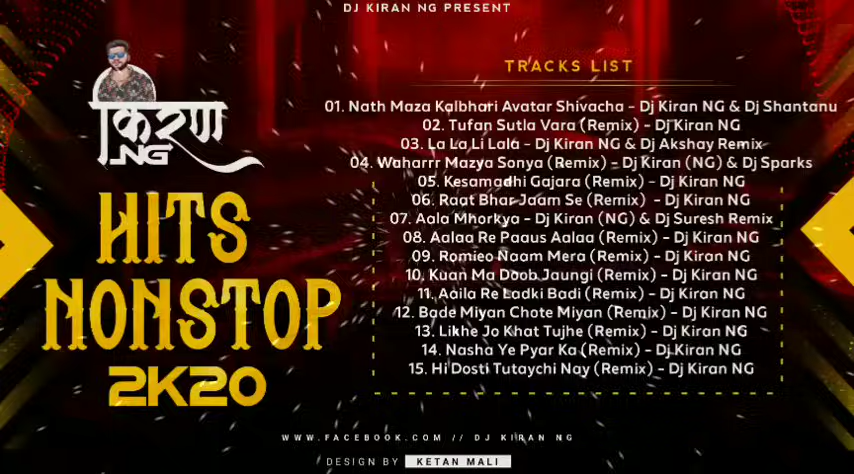 DJ KIRAN NG PRESENT
किरण
NG
HITS
NONSTOP
2K20
TRACKS LIST
01. Nath Maza Kalbhari Avatar Shivacha - Dj Kiran NG & Dj Shantanu
02. Tufan Sutla Vara (Remix) - Dj Kiran NG
03. La La Li Lala - Dj Kiran NG & Dj Akshay Remix
04. Waharrr Mazya Sonya (Remix) - Dj Kiran (NG) & Dj Sparks
05. Kesamadhi Gajara (Remix) - Dj Kiran NG
06. Raat Bhar Jaam Se (Remix) - Dj Kiran NG
07. Aala Mhorkya - Dj Kiran (NG) & Dj Suresh Remix
08. Aalaa Re Paaus Aalaa (Remix) - Dj Kiran NG
09. Romieo Naam Mera (Remix) - Dj Kiran NG
10. Kuan Ma Doob Jaungi (Remix) - Dj Kiran NG
11. Aaila Re Ladki Badi (Remix) - Dj Kiran NG
12. Bade Miyan Chote Miyan (Remix) - Dj Kiran NG
13. Likhe Jo Khat Tujhe (Remix) - Dj Kiran NG
14. Nasha Ye Pyar Ka (Remix) - Dj Kiran NG
15. Hi Dosti Tutaychi Nay (Remix) - Dj Kiran NG
WWW.FACEBOOK.COM // DJ KIRAN NG
DESIGN BY KETAN MALI